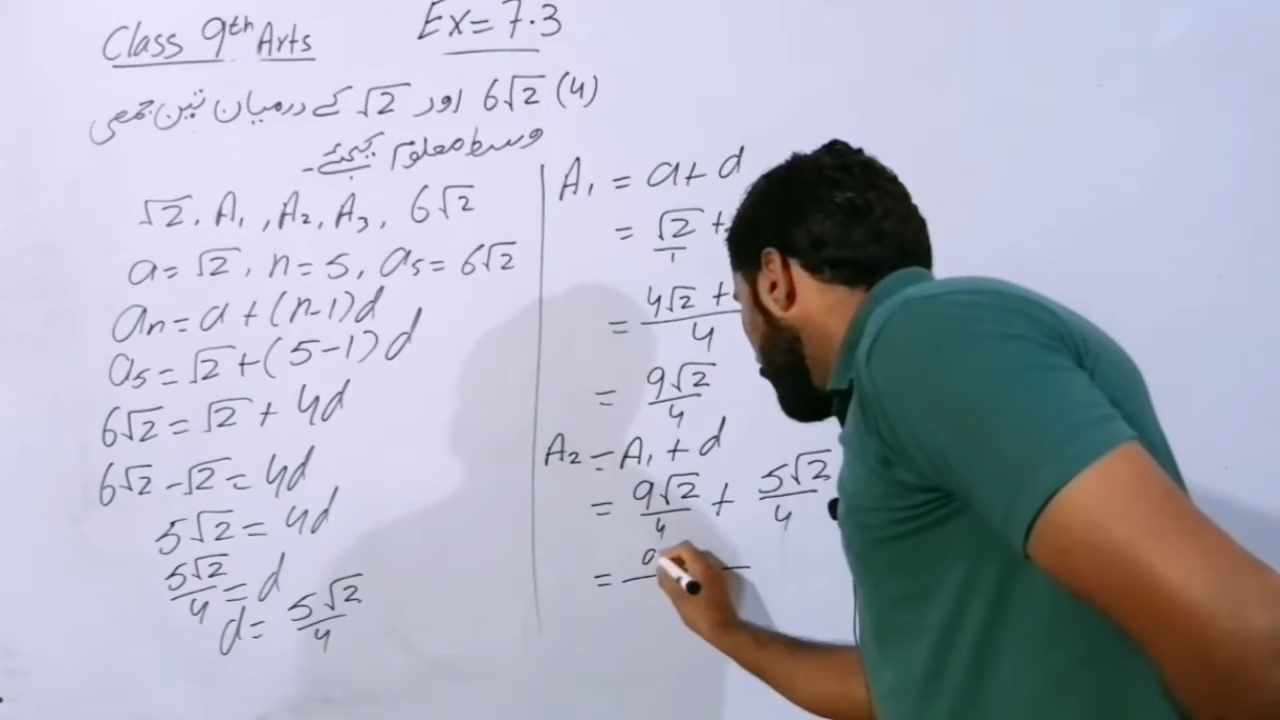 Class 9th Arts Ex = 7.3
(4) 6√2 اور √2 کے درمیان تین جمعی
وسط معلوم کیجئے۔
√2, A₁, A₂, A₃, 6√2
a = √2, n = 5, a₅ = 6√2
aₙ = a + (n-1)d
a₅ = √2 + (5-1)d
6√2 = √2 + 4d
6√2 - √2 = 4d
5√2 = 4d
5√2/4 = d
d = 5√2/4
A₁ = a + d
= √2/1 +
= 4√2 + /4
= 9√2/4
A₂ = A₁ + d
= 9√2/4 + 5√2/4
=